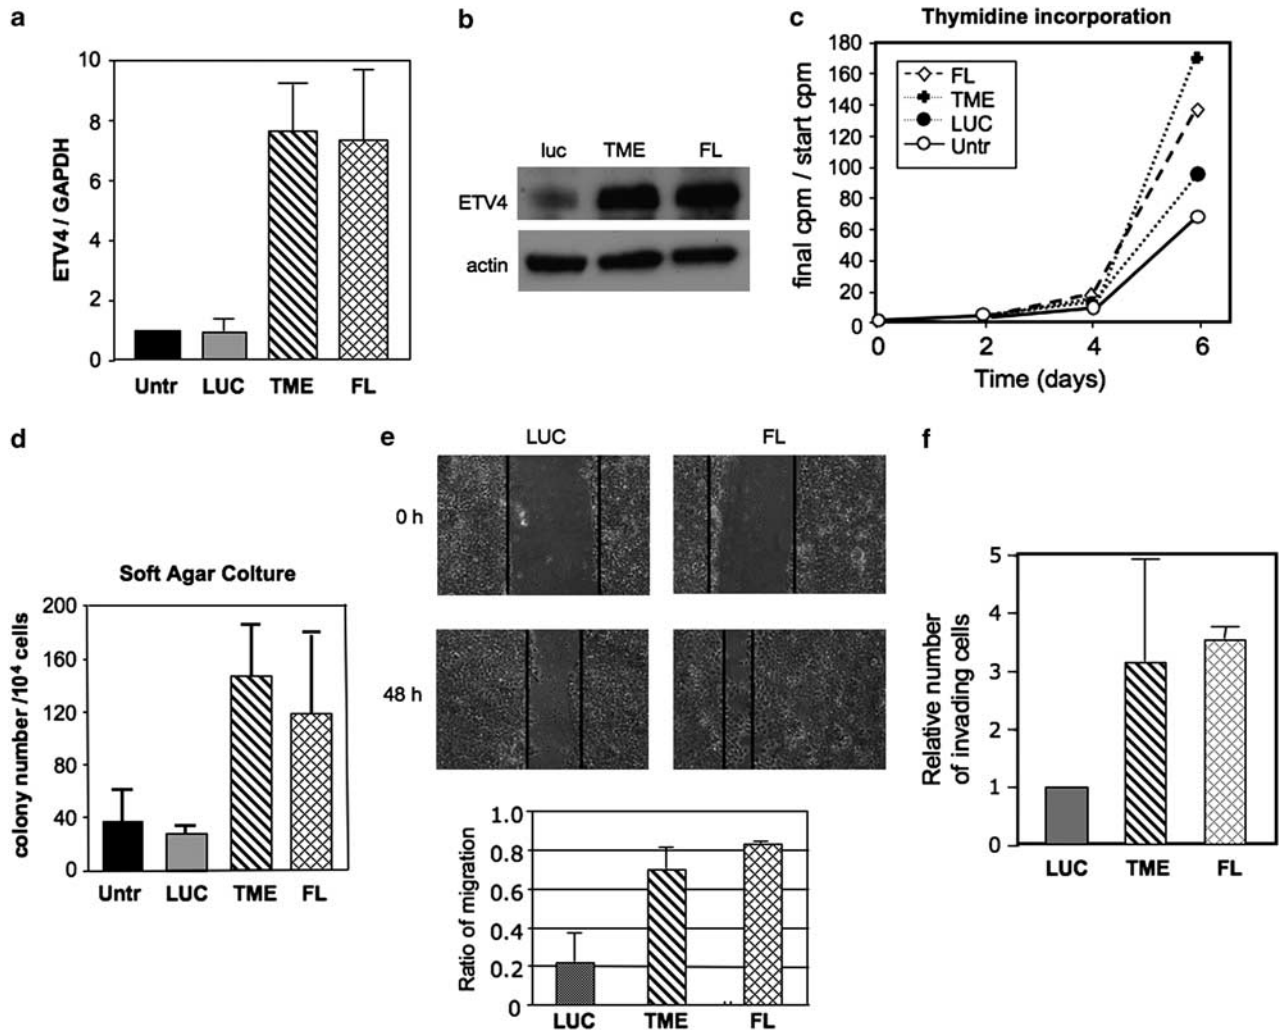 a
10
8
6
4
2
0
ETV4 / GAPDH
Untr LUC TME FL
b
luc TME FL
ETV4
actin
c
Thymidine incorporation
180
160
140
120
100
80
60
40
20
0
final cpm / start cpm
FL
TME
LUC
Untr
0 2 4 6
Time (days)
d
Soft Agar Colture
200
160
120
80
40
0
colony number /10⁴ cells
Untr LUC TME FL
e
LUC FL
0 h
48 h
1.0
0.8
0.6
0.4
0.2
0
Ratio of migration
LUC TME FL
f
5
4
3
2
1
0
Relative number
of invading cells
LUC TME FL